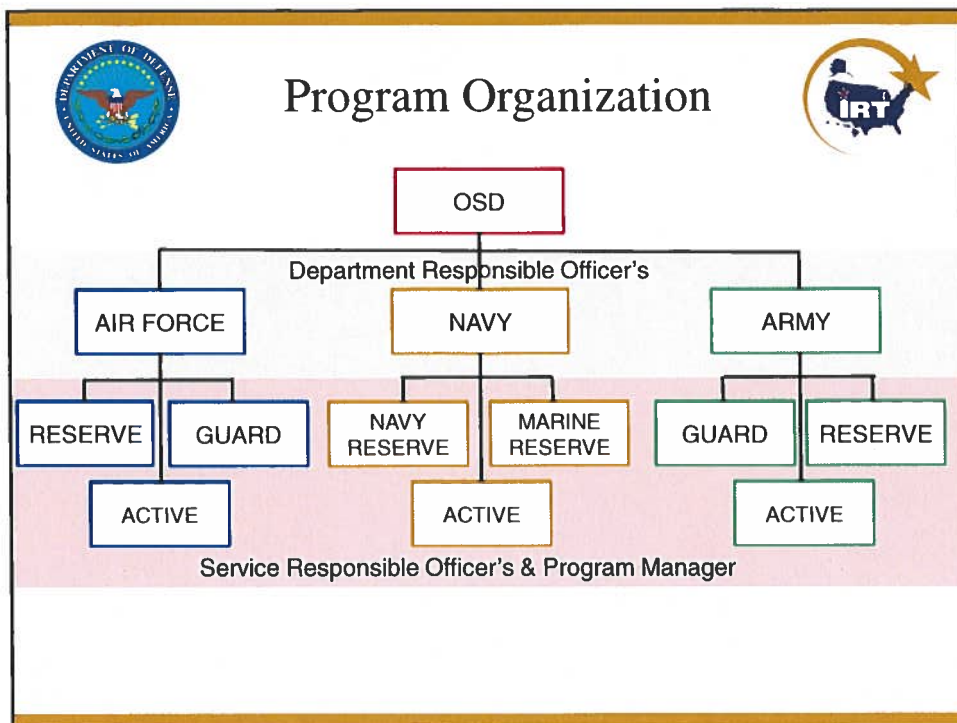 DEPARTMENT OF DEFENSE
UNITED STATES OF AMERICA
Program Organization
IRT
OSD
Department Responsible Officer's
AIR FORCE
NAVY
ARMY
RESERVE
GUARD
NAVY
RESERVE
MARINE
RESERVE
GUARD
RESERVE
ACTIVE
ACTIVE
ACTIVE
Service Responsible Officer's & Program Manager